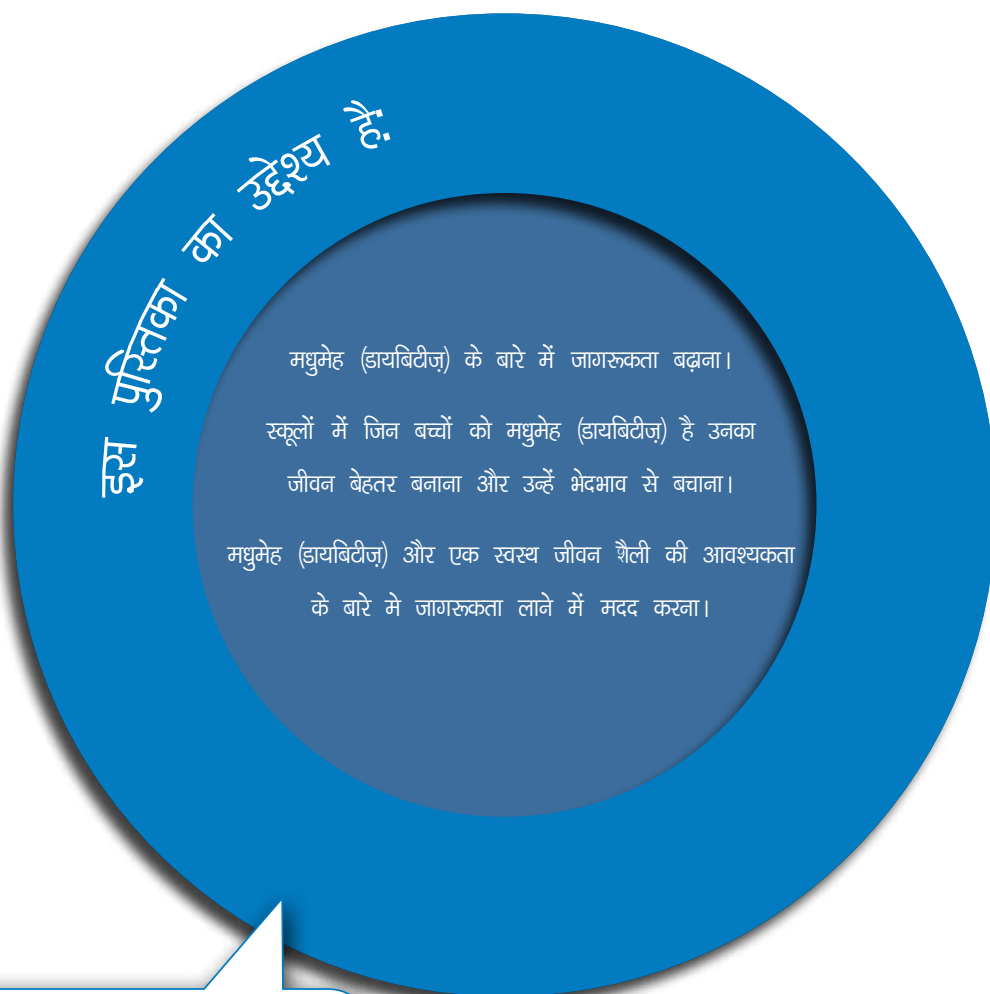 इस पुस्तिका का उद्देश्य है:
मधुमेह (डायबिटीज़) के बारे में जागरूकता बढ़ाना।
स्कूलों में जिन बच्चों को मधुमेह (डायबिटीज़) है उनका
जीवन बेहतर बनाना और उन्हें भेदभाव से बचाना।
मधुमेह (डायबिटीज़) और एक स्वस्थ जीवन शैली की आवश्यकता
के बारे मे जागरूकता लाने में मदद करना।